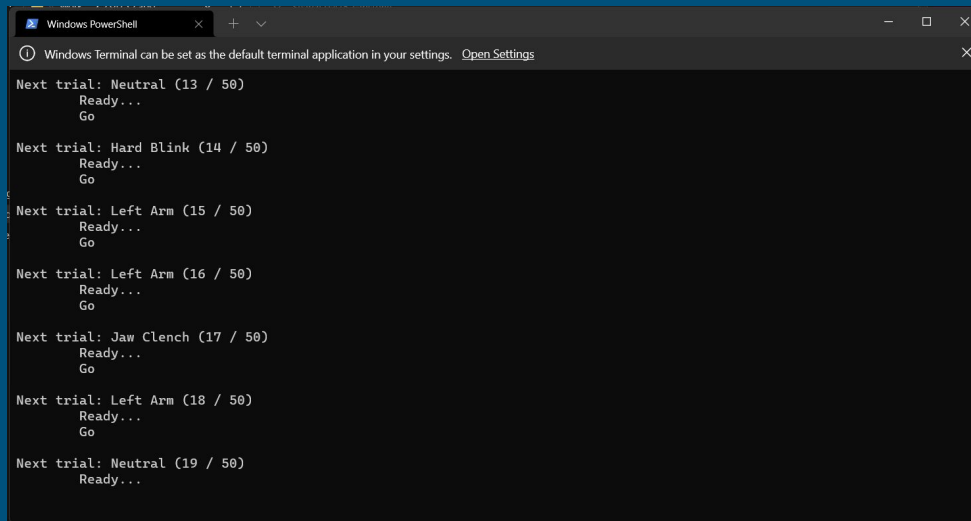 Windows PowerShell
Windows Terminal can be set as the default terminal application in your settings. Open Settings
Next trial: Neutral (13 / 50)
Ready...
Go
Next trial: Hard Blink (14 / 50)
Ready...
Go
Next trial: Left Arm (15 / 50)
Ready...
Go
Next trial: Left Arm (16 / 50)
Ready...
Go
Next trial: Jaw Clench (17 / 50)
Ready...
Go
Next trial: Left Arm (18 / 50)
Ready...
Go
Next trial: Neutral (19 / 50)
Ready...